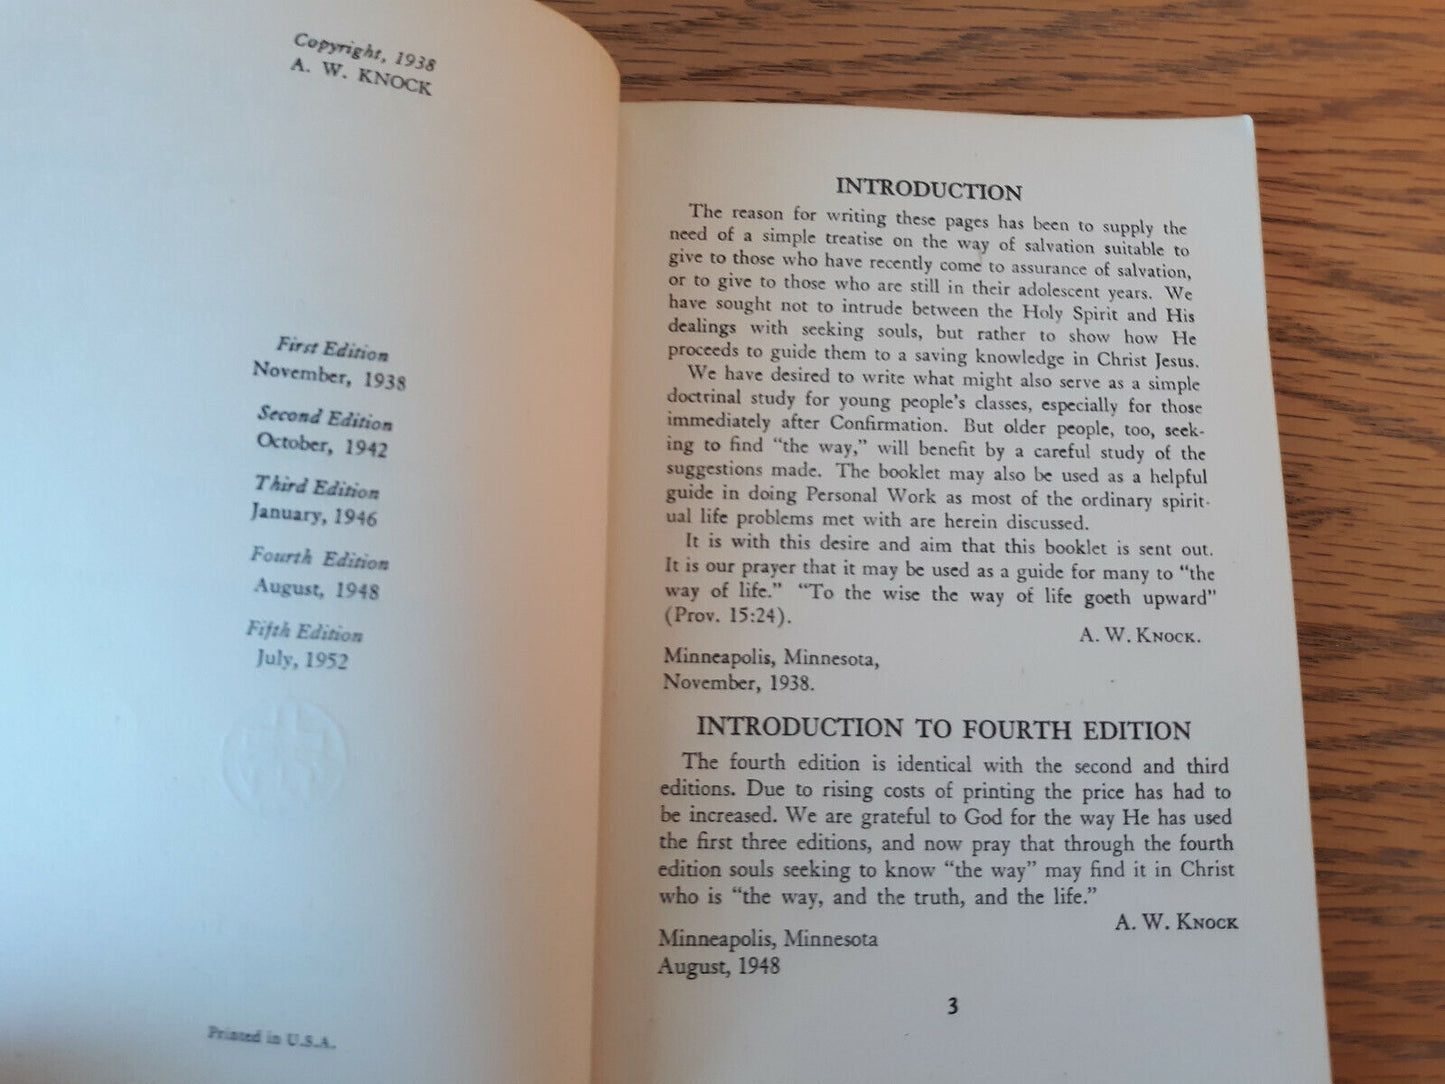 Copyright, 1938
A. W. KNOCK
First Edition
November, 1938
Second Edition
October, 1942
Third Edition
January, 1946
Fourth Edition
August, 1948
Fifth Edition
July, 1952
Printed in U.S.A.
INTRODUCTION
The reason for writing these pages has been to supply the
need of a simple treatise on the way of salvation suitable to
give to those who have recently come to assurance of salvation,
or to give to those who are still in their adolescent years. We
have sought not to intrude between the Holy Spirit and His
dealings with seeking souls, but rather to show how He
proceeds to guide them to a saving knowledge in Christ Jesus.
We have desired to write what might also serve as a simple
doctrinal study for young people's classes, especially for those
immediately after Confirmation. But older people, too, seek-
ing to find "the way," will benefit by a careful study of the
suggestions made. The booklet may also be used as a helpful
guide in doing Personal Work as most of the ordinary spirit-
ual life problems met with are herein discussed.
It is with this desire and aim that this booklet is sent out.
It is our prayer that it may be used as a guide for many to "the
way of life." "To the wise the way of life goeth upward"
(Prov. 15:24).
A. W. KNOCK.
Minneapolis, Minnesota,
November, 1938.
INTRODUCTION TO FOURTH EDITION
The fourth edition is identical with the second and third
editions. Due to rising costs of printing the price has had to
be increased. We are grateful to God for the way He has used
the first three editions, and now pray that through the fourth
edition souls seeking to know "the way" may find it in Christ
who is "the way, and the truth, and the life."
A. W. KNOCK
Minneapolis, Minnesota
August, 1948
3